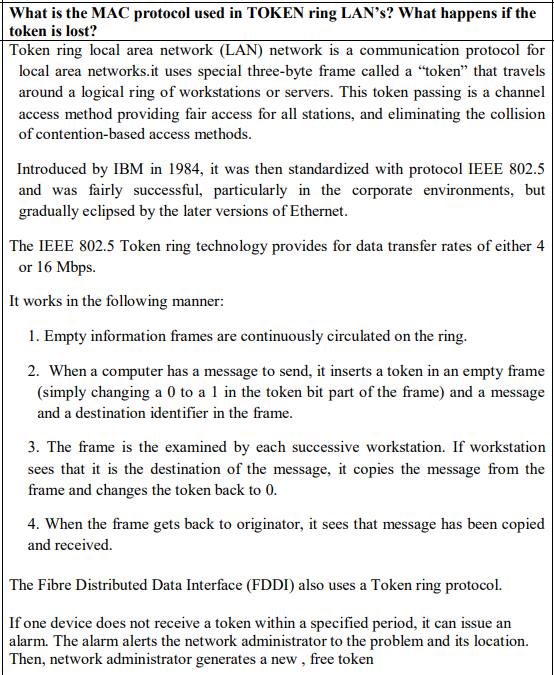 What is the MAC protocol used in TOKEN ring LAN's? What happens if the
token is lost?
Token ring local area network (LAN) network is a communication protocol for
local area networks.it uses special three-byte frame called a “token” that travels
around a logical ring of workstations or servers. This token passing is a channel
access method providing fair access for all stations, and eliminating the collision
of contention-based access methods.
Introduced by IBM in 1984, it was then standardized with protocol IEEE 802.5
and was fairly successful, particularly in the corporate environments, but
gradually eclipsed by the later versions of Ethernet.
The IEEE 802.5 Token ring technology provides for data transfer rates of either 4
or 16 Mbps.
It works in the following manner:
1. Empty information frames are continuously circulated on the ring.
2. When a computer has a message to send, it inserts a token in an empty frame
(simply changing a 0 to a 1 in the token bit part of the frame) and a message
and a destination identifier in the frame.
3. The frame is the examined by each successive workstation. If workstation
sees that it is the destination of the message, it copies the message from the
frame and changes the token back to 0.
4. When the frame gets back to originator, it sees that message has been copied
and received.
The Fibre Distributed Data Interface (FDDI) also uses a Token ring protocol.
If one device does not receive a token within a specified period, it can issue an
alarm. The alarm alerts the network administrator to the problem and its location.
Then, network administrator generates a new , free token